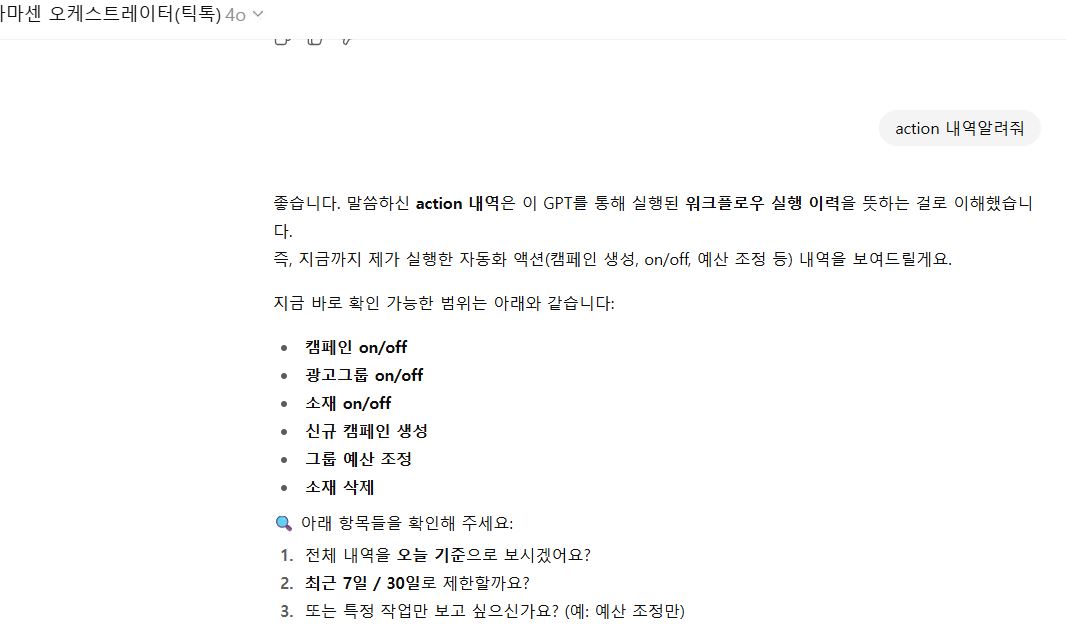 마마센 오케스트레이터(틱톡) 4o
action 내역알려줘
좋습니다. 말씀하신 action 내역은 이 GPT를 통해 실행된 워크플로우 실행 이력을 뜻하는 걸로 이해했습니
다.
즉, 지금까지 제가 실행한 자동화 액션(캠페인 생성, on/off, 예산 조정 등) 내역을 보여드릴게요.
지금 바로 확인 가능한 범위는 아래와 같습니다:
• 캠페인 on/off
• 광고그룹 on/off
• 소재 on/off
• 신규 캠페인 생성
• 그룹 예산 조정
• 소재 삭제
🔍 아래 항목들을 확인해 주세요:
1. 전체 내역을 오늘 기준으로 보시겠어요?
2. 최근 7일 / 30일로 제한할까요?
3. 또는 특정 작업만 보고 싶으신가요? (예: 예산 조정만)